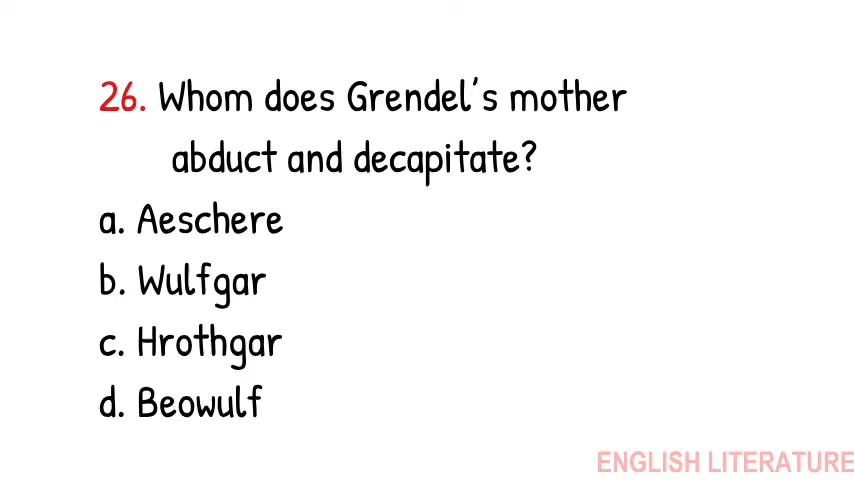 26. Whom does Grendel's mother
abduct and decapitate?
a. Aeschere
b. Wulfgar
c. Hrothgar
d. Beowulf
ENGLISH LITERATURE